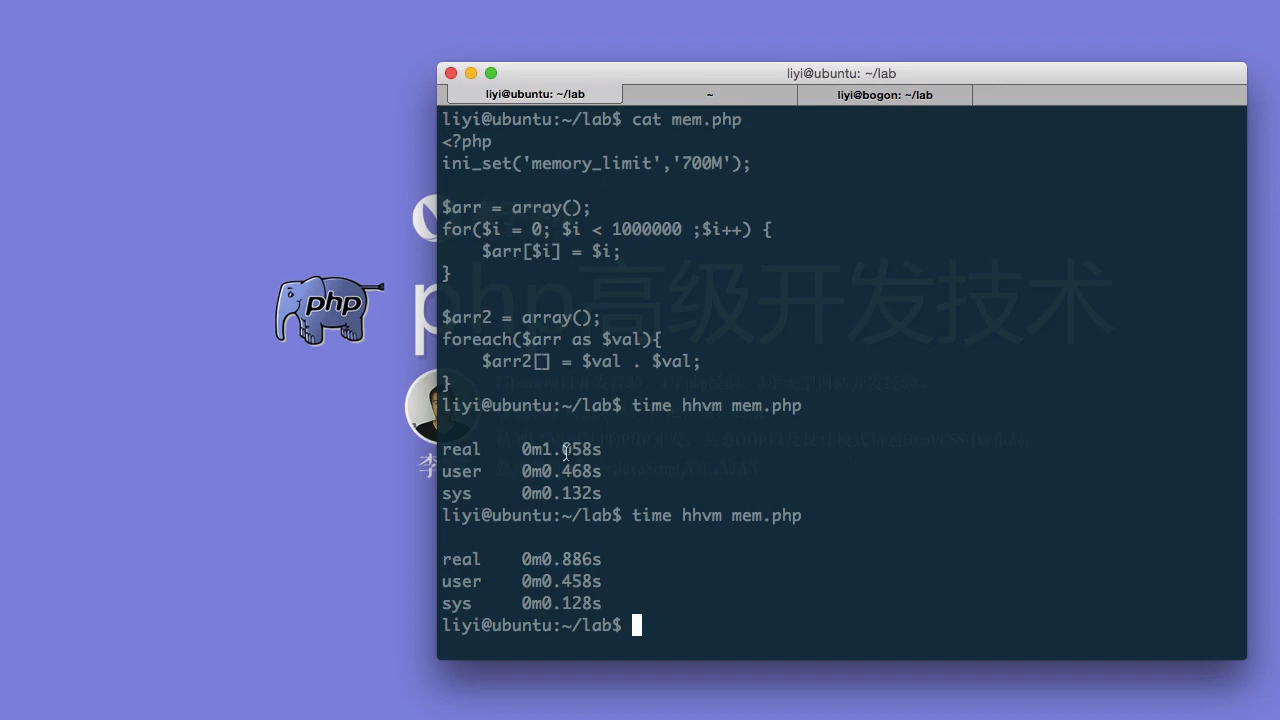 liyi@ubuntu: ~/lab
liyi@ubuntu: ~/lab
~
liyi@bogon: ~/lab
liyi@ubuntu:~/lab$ cat mem.php
<?php
ini_set('memory_limit','700M');
$arr = array();
for($i = 0; $i < 1000000 ;$i++) {
$arr[$i] = $i;
}
$arr2 = array();
foreach($arr as $val){
$arr2[] = $val . $val;
}
liyi@ubuntu:~/lab$ time hhvm mem.php
real 0m1.058s
user 0m0.468s
sys 0m0.132s
liyi@ubuntu:~/lab$ time hhvm mem.php
real 0m0.886s
user 0m0.458s
sys 0m0.128s
liyi@ubuntu:~/lab$
php
php高级开发技术
李